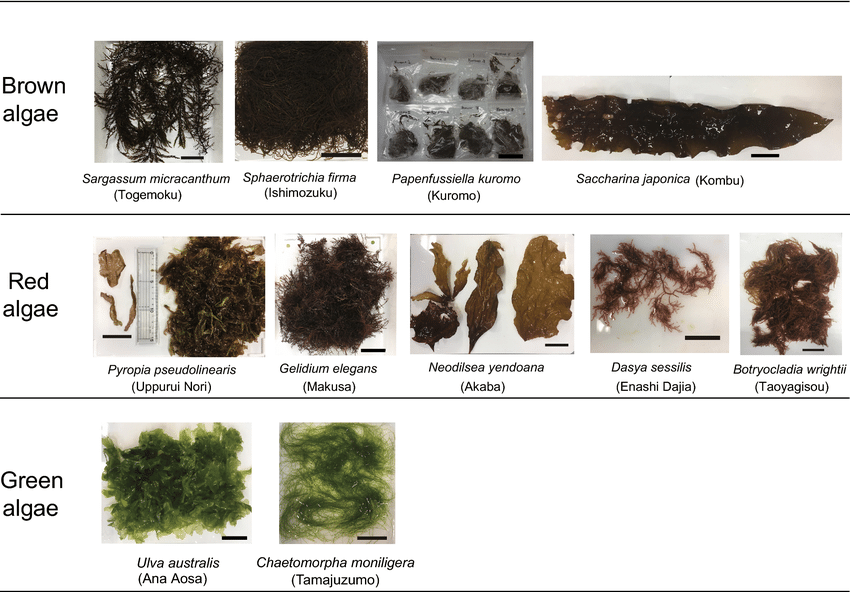 Brown
algae
Sargassum micracanthum
(Togemoku)
Sphaerotrichia firma
(Ishimozuku)
Papenfussiella kuromo
(Kuromo)
Saccharina japonica (Kombu)
Red
algae
Pyropia pseudolinearis
(Uppurui Nori)
Gelidium elegans
(Makusa)
Neodilsea yendoana
(Akaba)
Dasya sessilis
(Enashi Dajia)
Botryocladia wrightii
(Taoyagisou)
Green
algae
Ulva australis
(Ana Aosa)
Chaetomorpha moniligera
(Tamajuzumo)